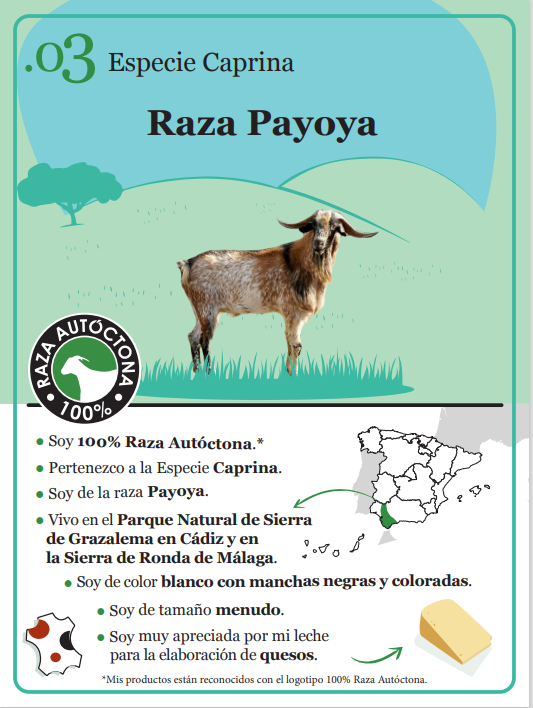 .03 Especie Caprina
Raza Payoya
RAZA AUTÓCTONA
100%
• Soy 100% Raza Autóctona.*
• Pertenezco a la Especie Caprina.
• Soy de la raza Payoya.
• Vivo en el Parque Natural de Sierra
de Grazalema en Cádiz y en
la Sierra de Ronda de Málaga.
• Soy de color blanco con manchas negras y coloradas.
• Soy de tamaño menudo.
• Soy muy apreciada por mi leche
para la elaboración de quesos.
*Mis productos están reconocidos con el logotipo 100% Raza Autóctona.